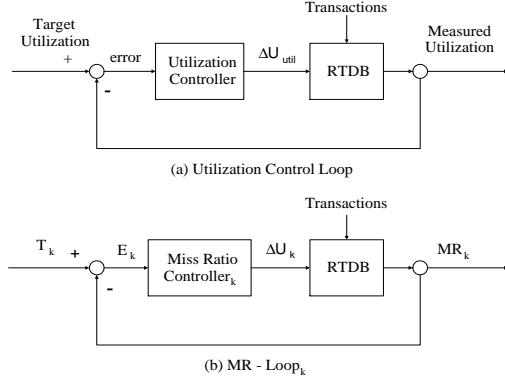 Transactions
Target
Utilization
Measured
Utilization
+
error
Utilization
Controller
ΔU util
RTDB
-
(a) Utilization Control Loop
Transactions
T k
+
E k
Miss Ratio
Controller k
ΔU k
RTDB
MR k
-
(b) MR - Loop k